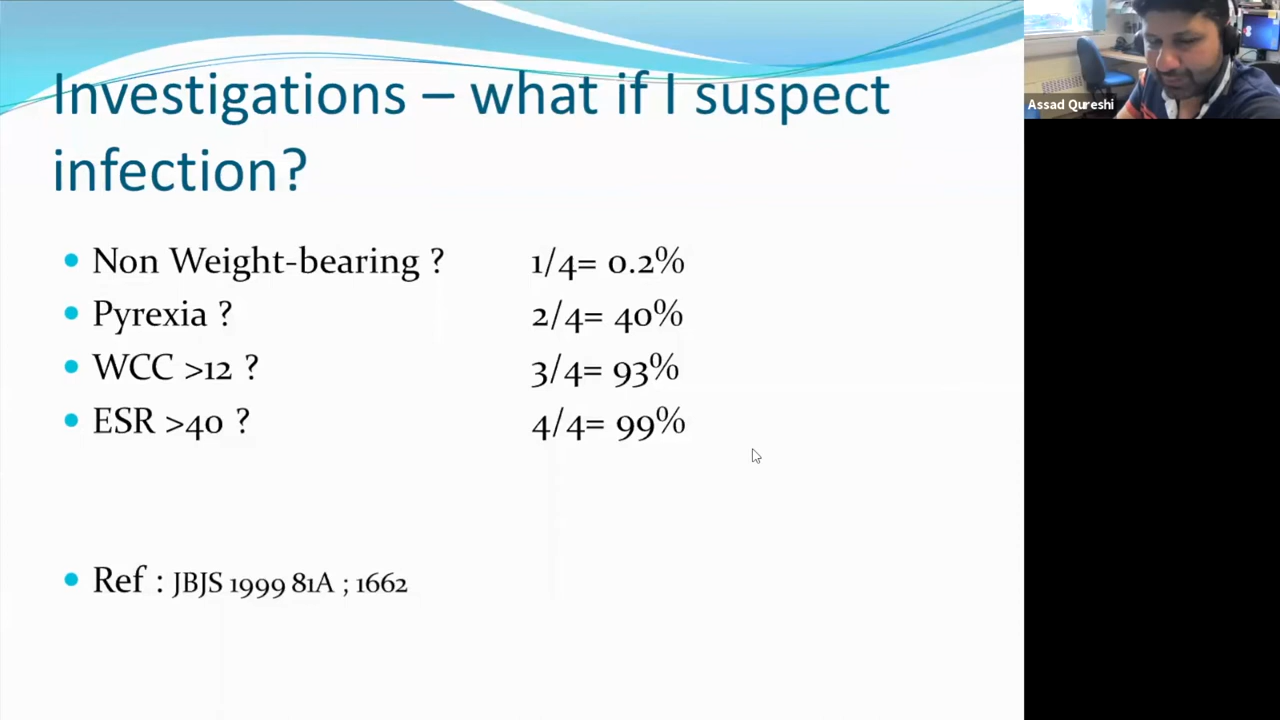 Investigations – what if I suspect
infection?
Non Weight-bearing ? 1/4= 0.2%
Pyrexia ? 2/4= 40%
WCC >12 ? 3/4= 93%
ESR >40 ? 4/4= 99%
Ref : JBJS 1999 81A ; 1662
Assad Qureshi